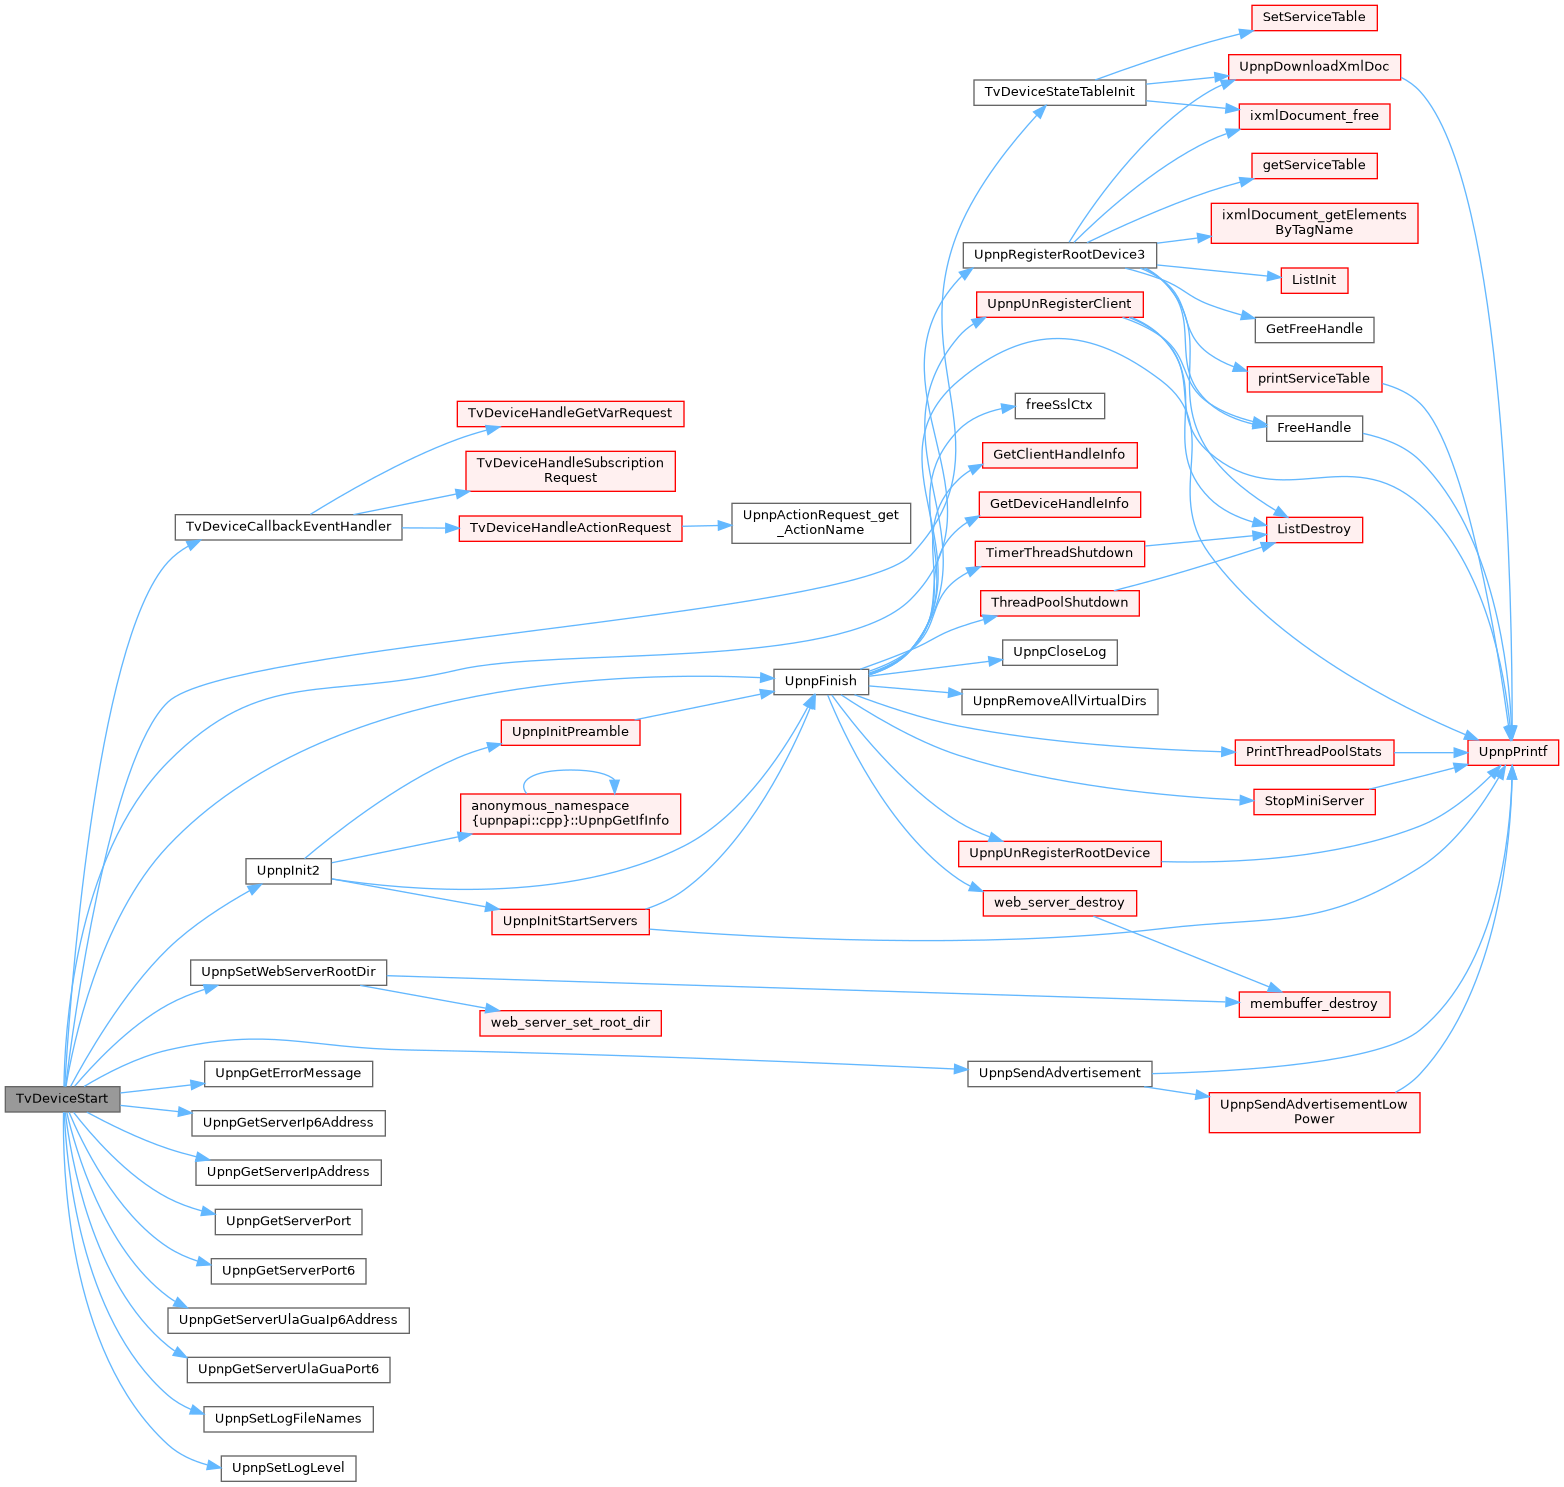 TvDeviceStart
TvDeviceCallbackEventHandler
UpnpInit2
UpnpSetWebServerRootDir
UpnpGetErrorMessage
UpnpGetServerIp6Address
UpnpGetServerIpAddress
UpnpGetServerPort
UpnpGetServerPort6
UpnpGetServerUlaGuaIp6Address
UpnpGetServerUlaGuaPort6
UpnpSetLogFileNames
UpnpSetLogLevel
TvDeviceHandleGetVarRequest
TvDeviceHandleSubscription
Request
TvDeviceHandleActionRequest
UpnpInitPreamble
anonymous_namespace
{upnpapi::cpp}::UpnpGetIfInfo
UpnpInitStartServers
web_server_set_root_dir
UpnpActionRequest_get
_ActionName
UpnpFinish
TvDeviceStateTableInit
UpnpRegisterRootDevice3
UpnpUnRegisterClient
freeSslCtx
GetClientHandleInfo
GetDeviceHandleInfo
TimerThreadShutdown
ThreadPoolShutdown
UpnpCloseLog
UpnpRemoveAllVirtualDirs
UpnpUnRegisterRootDevice
web_server_destroy
UpnpSendAdvertisement
SetServiceTable
UpnpDownloadXmlDoc
ixmlDocument_free
getServiceTable
ixmlDocument_getElements
ByTagName
ListInit
GetFreeHandle
printServiceTable
FreeHandle
ListDestroy
PrintThreadPoolStats
StopMiniServer
membuffer_destroy
UpnpSendAdvertisementLow
Power
UpnpPrintf